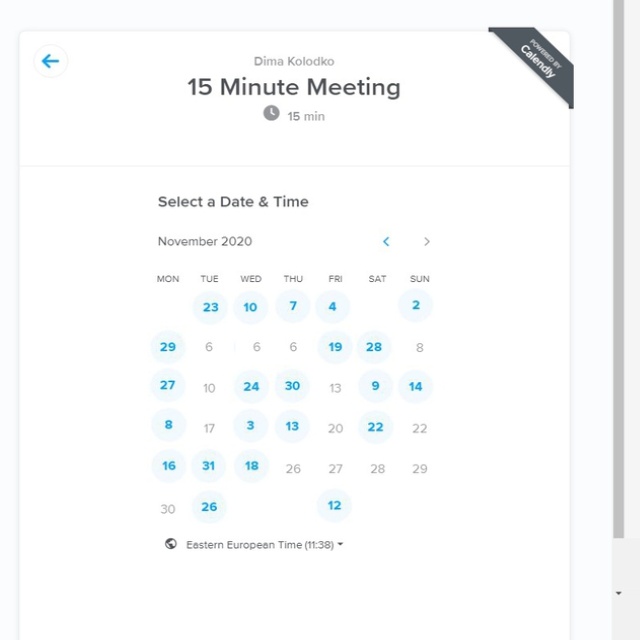 POWERED BY
Calendly
Dima Kolodko
15 Minute Meeting
15 min
Select a Date & Time
November 2020
MON TUE WED THU FRI SAT SUN
23 10 7 4 2
29 6 6 6 19 28 8
27 10 24 30 13 9 14
8 17 3 13 20 22 22
16 31 18 26 27 28 29
30 26 12
Eastern European Time (11:38)